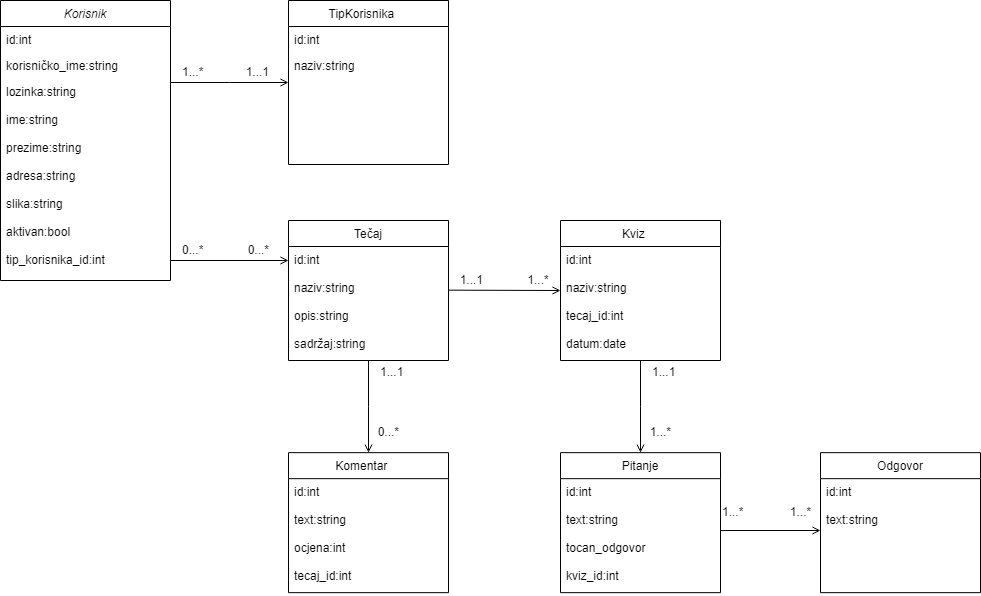 Korisnik
id:int
korisničko_ime:string
lozinka:string
ime:string
prezime:string
adresa:string
slika:string
aktivan:bool
tip_korisnika_id:int
1...*
1...1
TipKorisnika
id:int
naziv:string
0...*
0...*
Tečaj
id:int
naziv:string
opis:string
sadržaj:string
1...1
1...*
Kviz
id:int
naziv:string
tecaj_id:int
datum:date
1...1
0...*
1...1
1...*
Komentar
id:int
text:string
ocjena:int
tecaj_id:int
Pitanje
id:int
text:string
tocan_odgovor
kviz_id:int
1...*
1...*
Odgovor
id:int
text:string